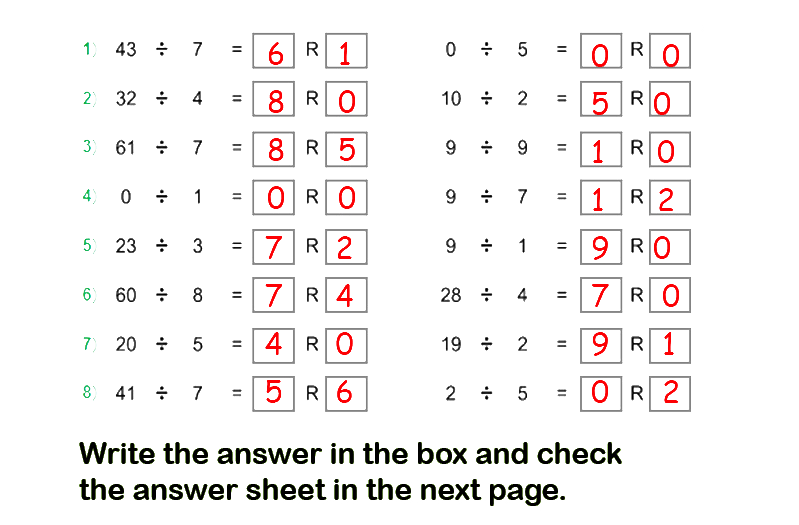 1) 43 ÷ 7 = 6 R 1 0 ÷ 5 = 0 R 0
2) 32 ÷ 4 = 8 R 0 10 ÷ 2 = 5 R 0
3) 61 ÷ 7 = 8 R 5 9 ÷ 9 = 1 R 0
4) 0 ÷ 1 = 0 R 0 9 ÷ 7 = 1 R 2
5) 23 ÷ 3 = 7 R 2 9 ÷ 1 = 9 R 0
6) 60 ÷ 8 = 7 R 4 28 ÷ 4 = 7 R 0
7) 20 ÷ 5 = 4 R 0 19 ÷ 2 = 9 R 1
8) 41 ÷ 7 = 5 R 6 2 ÷ 5 = 0 R 2
Write the answer in the box and check
the answer sheet in the next page.